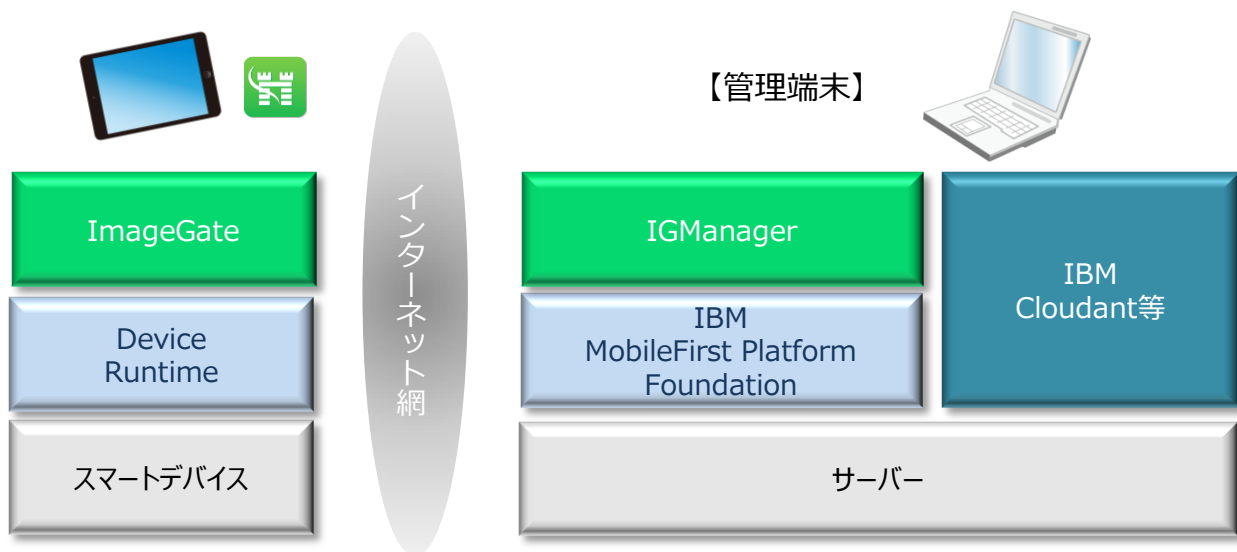 【管理端末】
ImageGate
Device
Runtime
スマートデバイス
インターネット網
IGManager
IBM
MobileFirst Platform
Foundation
IBM
Cloudant等
サーバー